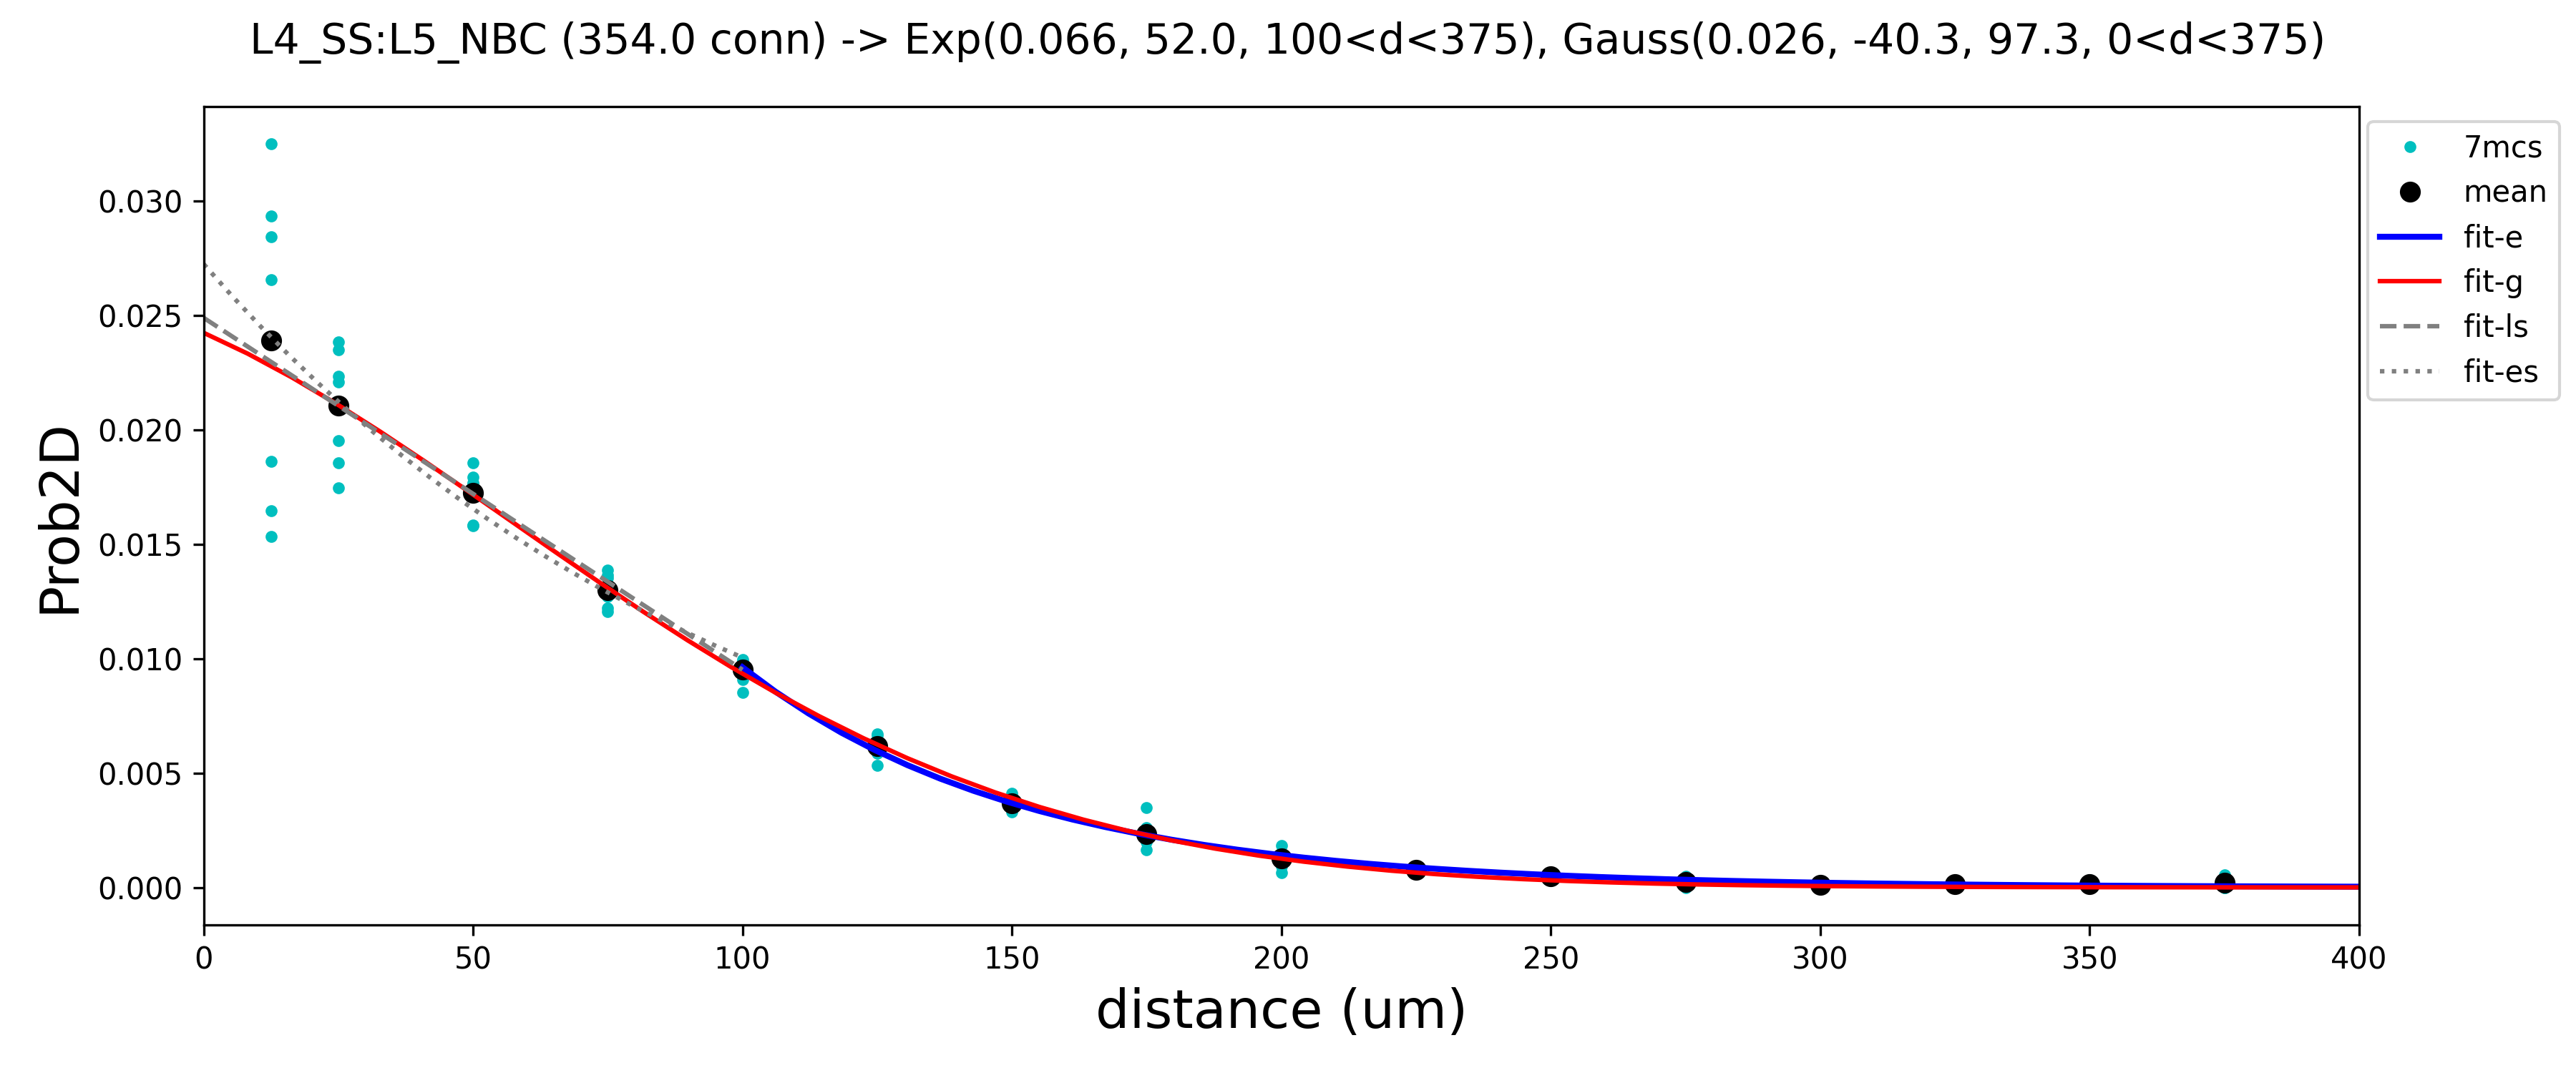 L4_SS:L5_NBC (354.0 conn) -> Exp(0.066, 52.0, 100<d<375), Gauss(0.026, -40.3, 97.3, 0<d<375)
7mcs
mean
fit-e
fit-g
fit-ls
fit-es
Prob2D
0.030
0.025
0.020
0.015
0.010
0.005
0.000
0 50 100 150 200 250 300 350 400
distance (um)